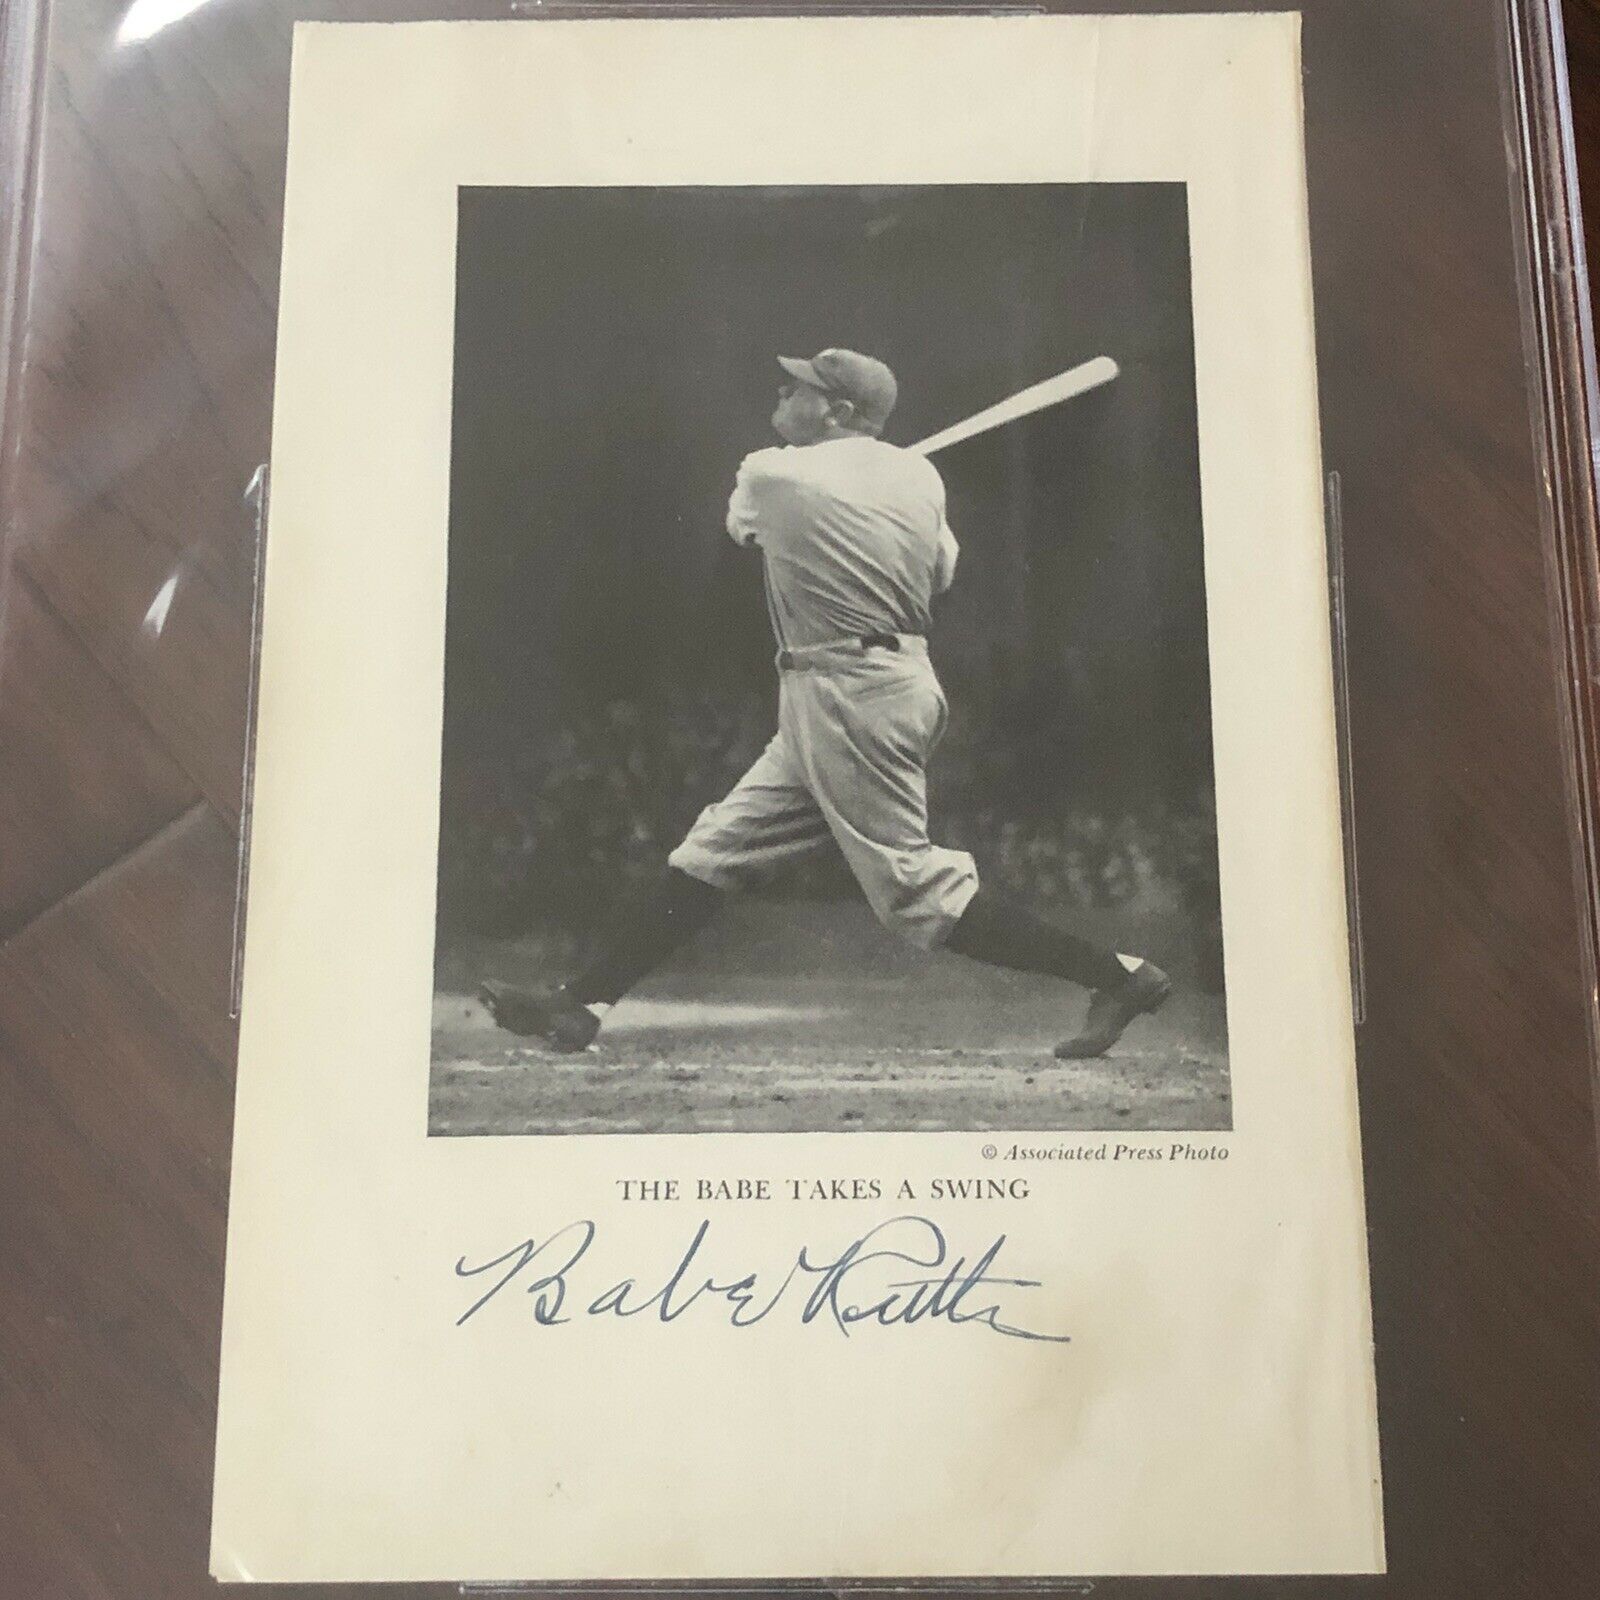 © Associated Press Photo
THE BABE TAKES A SWING
Babe Ruth